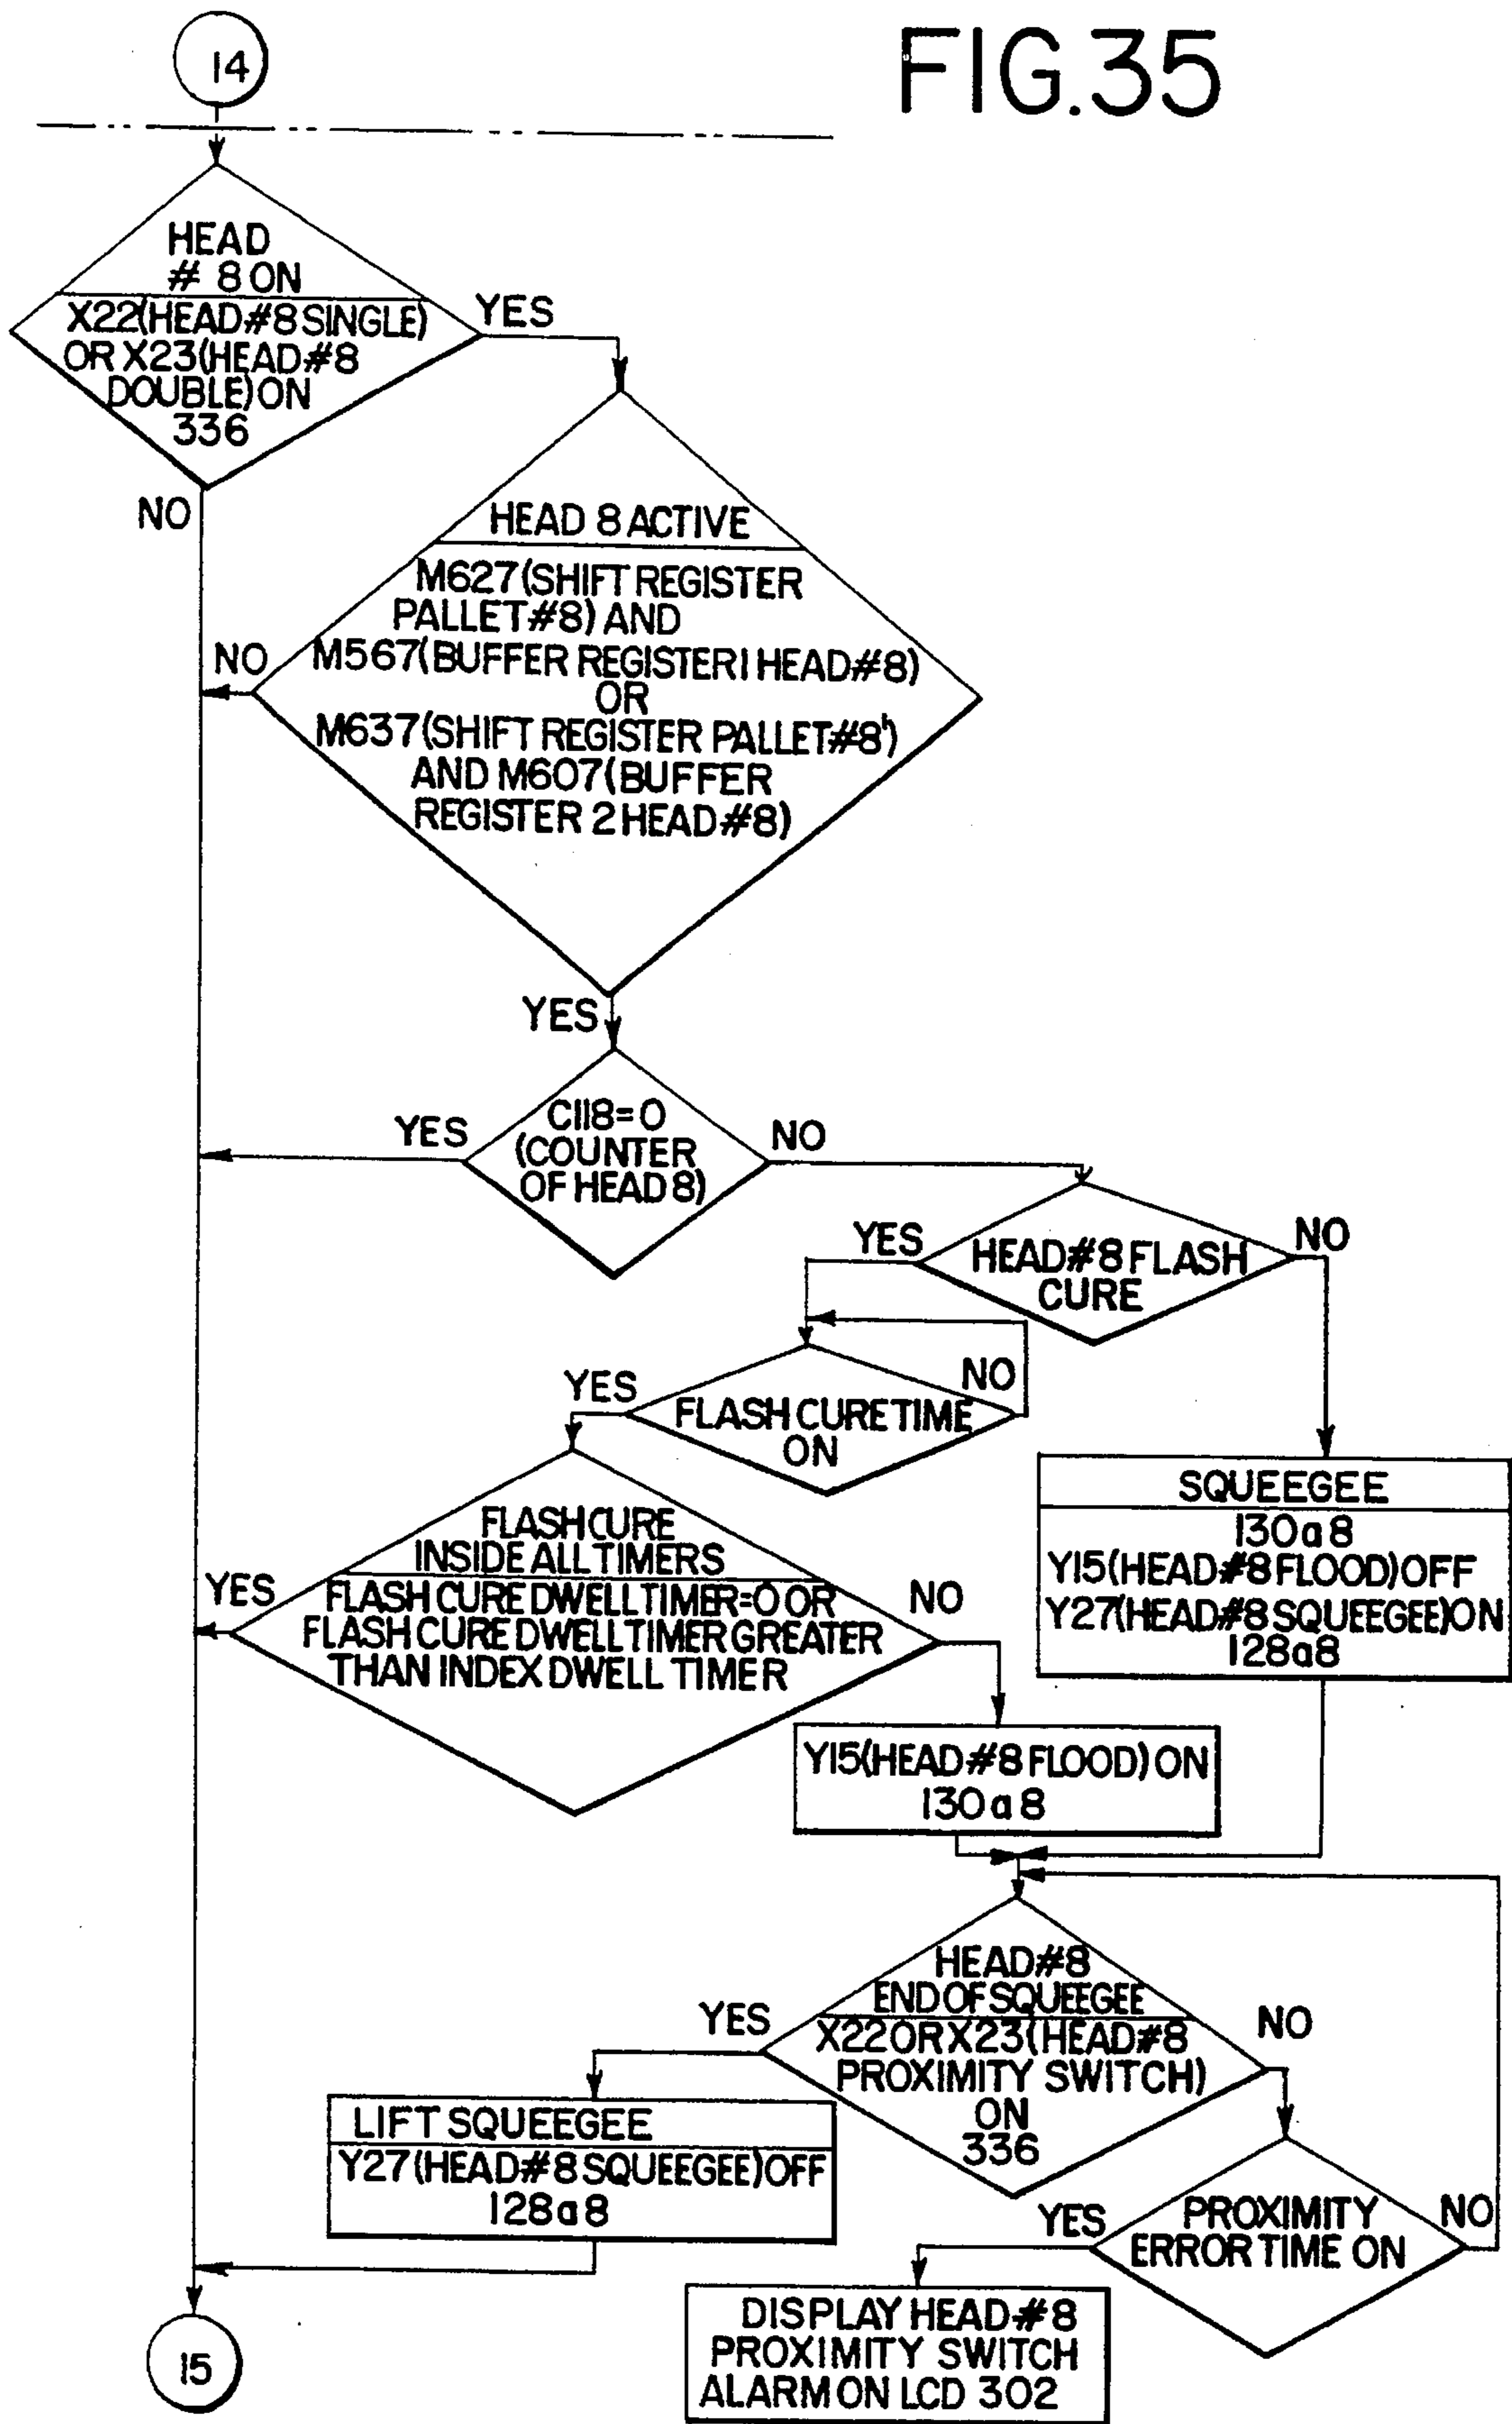 FIG.35
14
HEAD
# 8 ON
X22(HEAD#8 SINGLE)
OR X23(HEAD#8
DOUBLE)ON
336
YES
NO
HEAD 8 ACTIVE
M627(SHIFT REGISTER
PALLET#8) AND
M567(BUFFER REGISTER1 HEAD#8)
OR
M637(SHIFT REGISTER PALLET#8')
AND M607(BUFFER
REGISTER 2 HEAD#8)
NO
YES
C118=0
(COUNTER
OF HEAD 8)
YES
NO
HEAD#8 FLASH
CURE
YES
NO
FLASH CURE TIME
ON
YES
NO
SQUEEGEE
130a8
Y15(HEAD#8 FLOOD)OFF
Y27(HEAD#8 SQUEEGEE)ON
128a8
FLASH CURE
INSIDE ALL TIMERS
FLASH CURE DWELL TIMER=0 OR
FLASH CURE DWELL TIMER GREATER
THAN INDEX DWELL TIMER
YES
NO
Y15(HEAD#8 FLOOD) ON
130a8
HEAD#8
END OF SQUEEGEE
X22 OR X23(HEAD#8
PROXIMITY SWITCH)
ON
336
YES
NO
LIFT SQUEEGEE
Y27(HEAD#8 SQUEEGEE)OFF
128a8
PROXIMITY
ERROR TIME ON
YES
NO
DISPLAY HEAD#8
PROXIMITY SWITCH
ALARM ON LCD 302
15